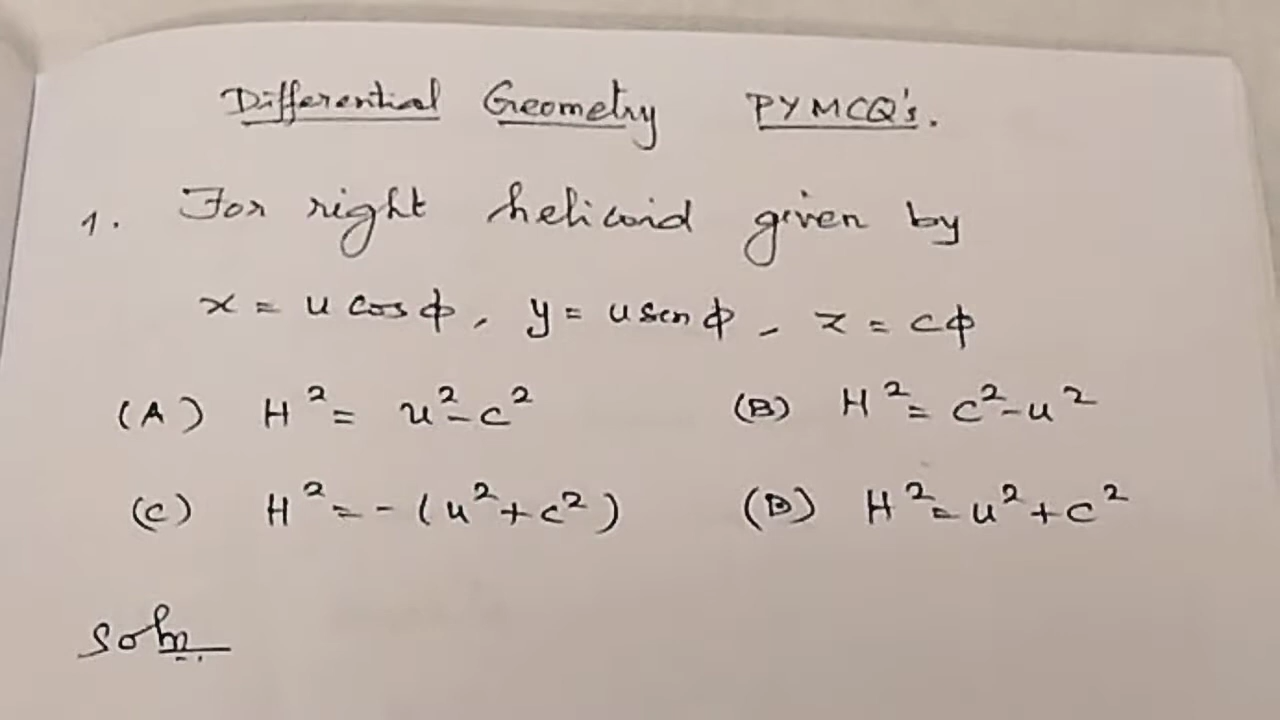 Differential Geometry PYMCQ's.
1. For right helicoid given by
x = u cos ϕ, y = u sin ϕ, z = cϕ
(A) H² = u² - c² (B) H² = c² - u²
(C) H² = - (u² + c²) (D) H² = u² + c²
Soln